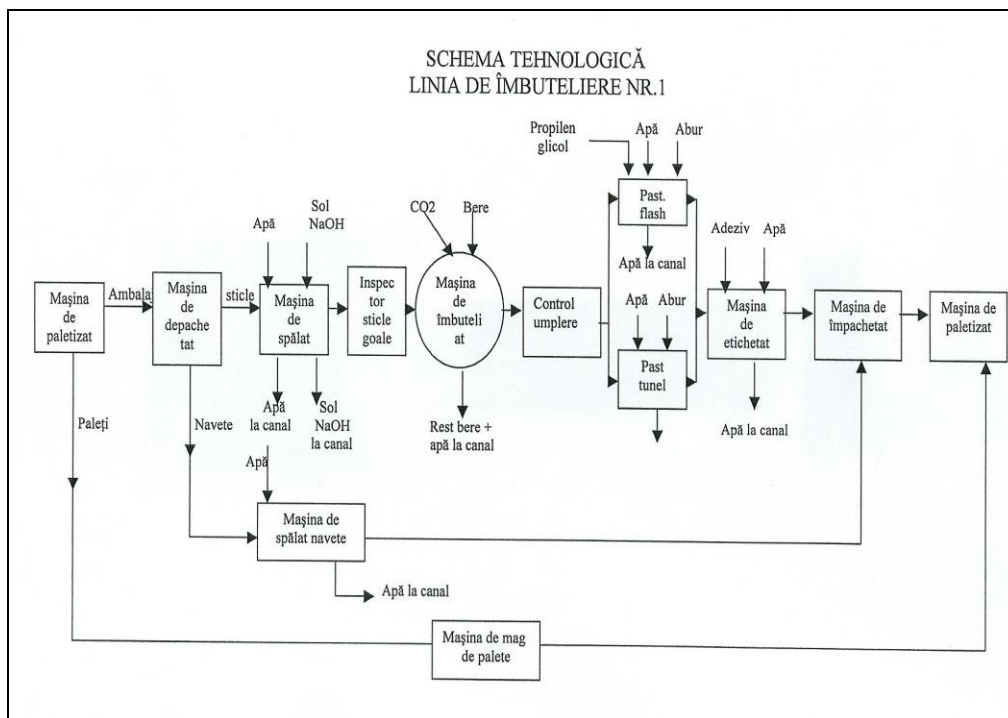 SCHEMA TEHNOLOGICĂ
LINIA DE ÎMBUTELIERE NR.1
Propilen
glicol
Apă
Abur
Past.
flash
Apă la canal
Apă
Abur
Past
tunel
CO2
Bere
Maşina
de
îmbuteli
at
Rest bere +
apă la canal
Control
umplere
Adeziv
Apă
Maşina
de
etichetat
Apă la canal
Maşina de
împachetat
Maşina de
paletizat
Maşina
de
paletizat
Ambala
Maşina
de
depache
tat
sticle
Apă
Sol
NaOH
Maşina
de
spălat
Inspec
tor
sticle
goale
Apă
la canal
Sol
NaOH
la canal
Paleţi
Navete
Apă
Maşina de
spălat navete
Apă la canal
Maşina de mag
de palete